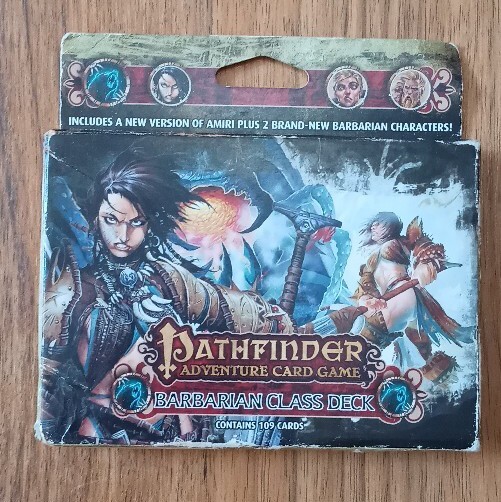 INCLUDES A NEW VERSION OF AMIRI PLUS 2 BRAND-NEW BARBARIAN CHARACTERS!
PATHFINDER
ADVENTURE CARD GAME
BARBARIAN CLASS DECK
CONTAINS 109 CARDS